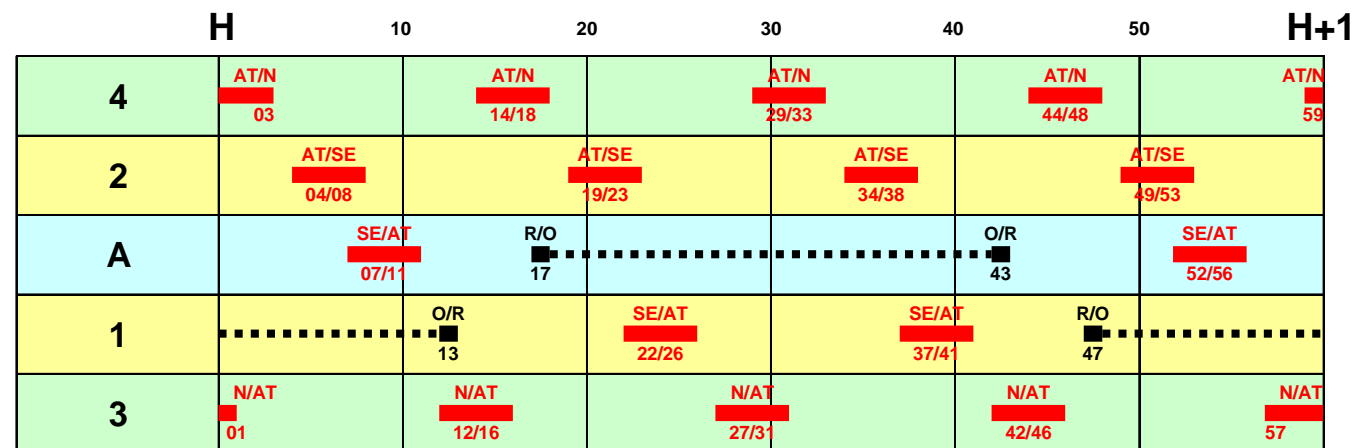 H 10 20 30 40 50 H+1
AT/N AT/N AT/N AT/N AT/N
4
03 14/18 29/33 44/48 59
AT/SE AT/SE AT/SE AT/SE
2
04/08 19/23 34/38 49/53
SE/AT R/O O/R SE/AT
A
07/11 17 43 52/56
O/R SE/AT SE/AT R/O
1
13 22/26 37/41 47
N/AT N/AT N/AT N/AT N/AT
3
01 12/16 27/31 42/46 57